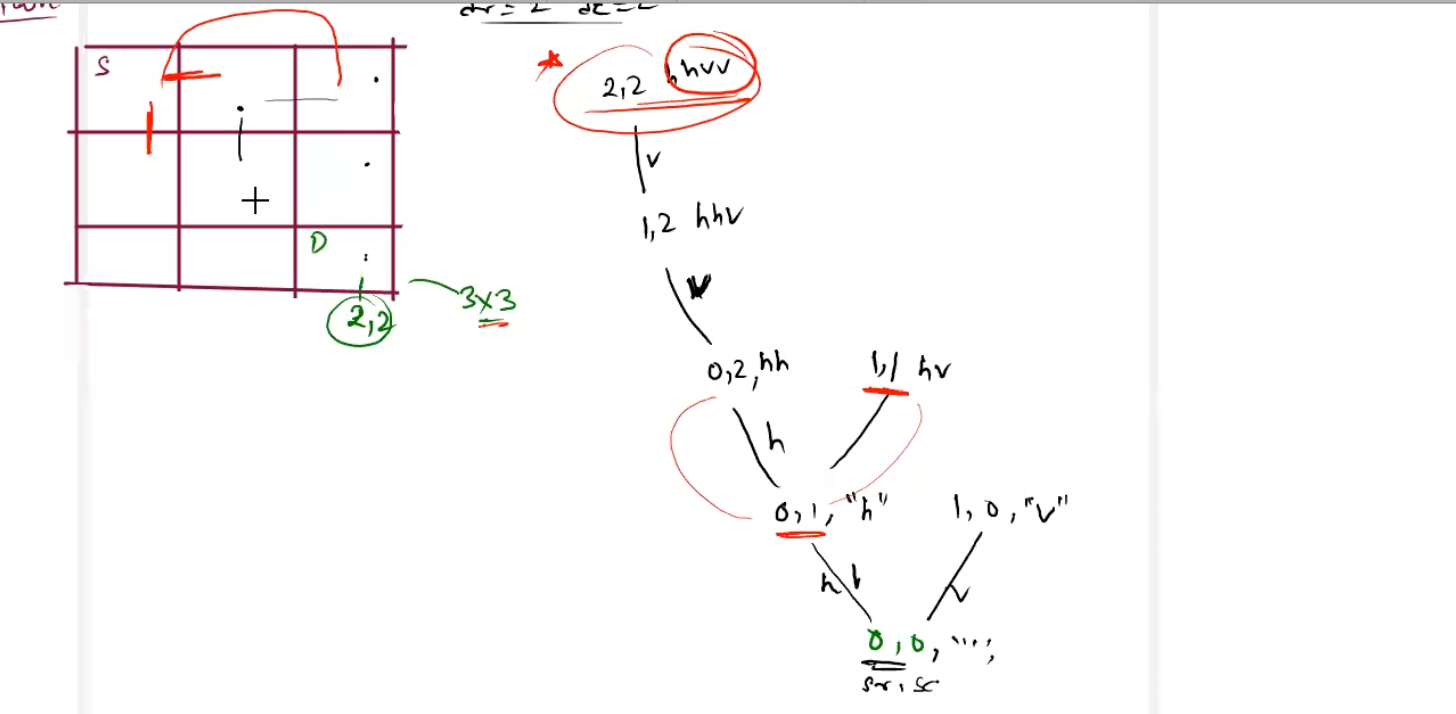 S
D
2,2
3x3
2,2 hhvv
v
1,2 hhv
v
0,2,hh
1,1 hv
h
0,1,"h"
1,0,"v"
h
v
0,0,"",
sr, sc